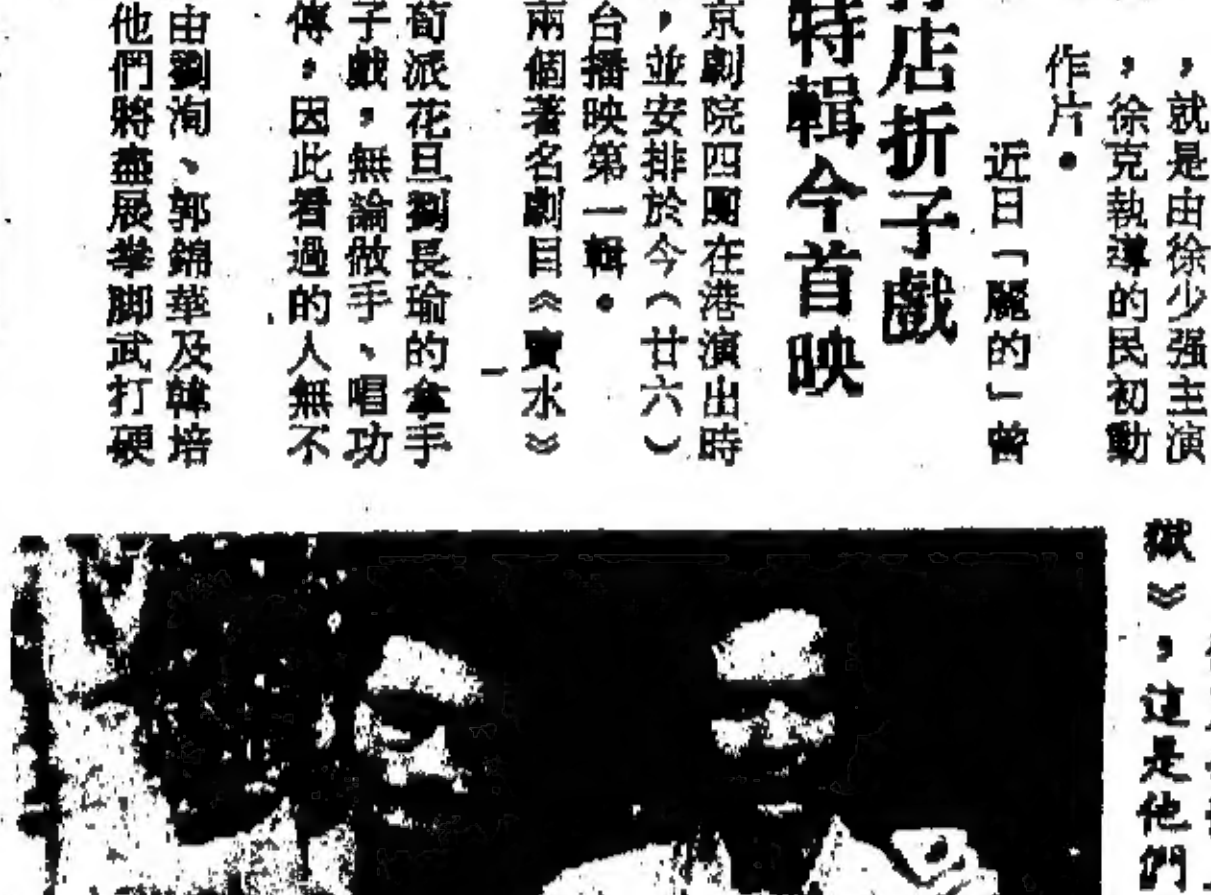 ，就是由徐少强主演
，徐克執導的民初動
作片。
近日「麗的」曾
店折子戲
特輯今首映
京劇院四團在港演出時
，並安排於今（廿六）
台播映第一輯。
兩個著名劇目《賣水》
荀派花旦劉長瑜的拿手
子戲，無論做手、唱功
傳，因此看過的人無不
由劉洵、郭錦華及韓培
他們將盡展拳脚武打硬
獄》，這是他們